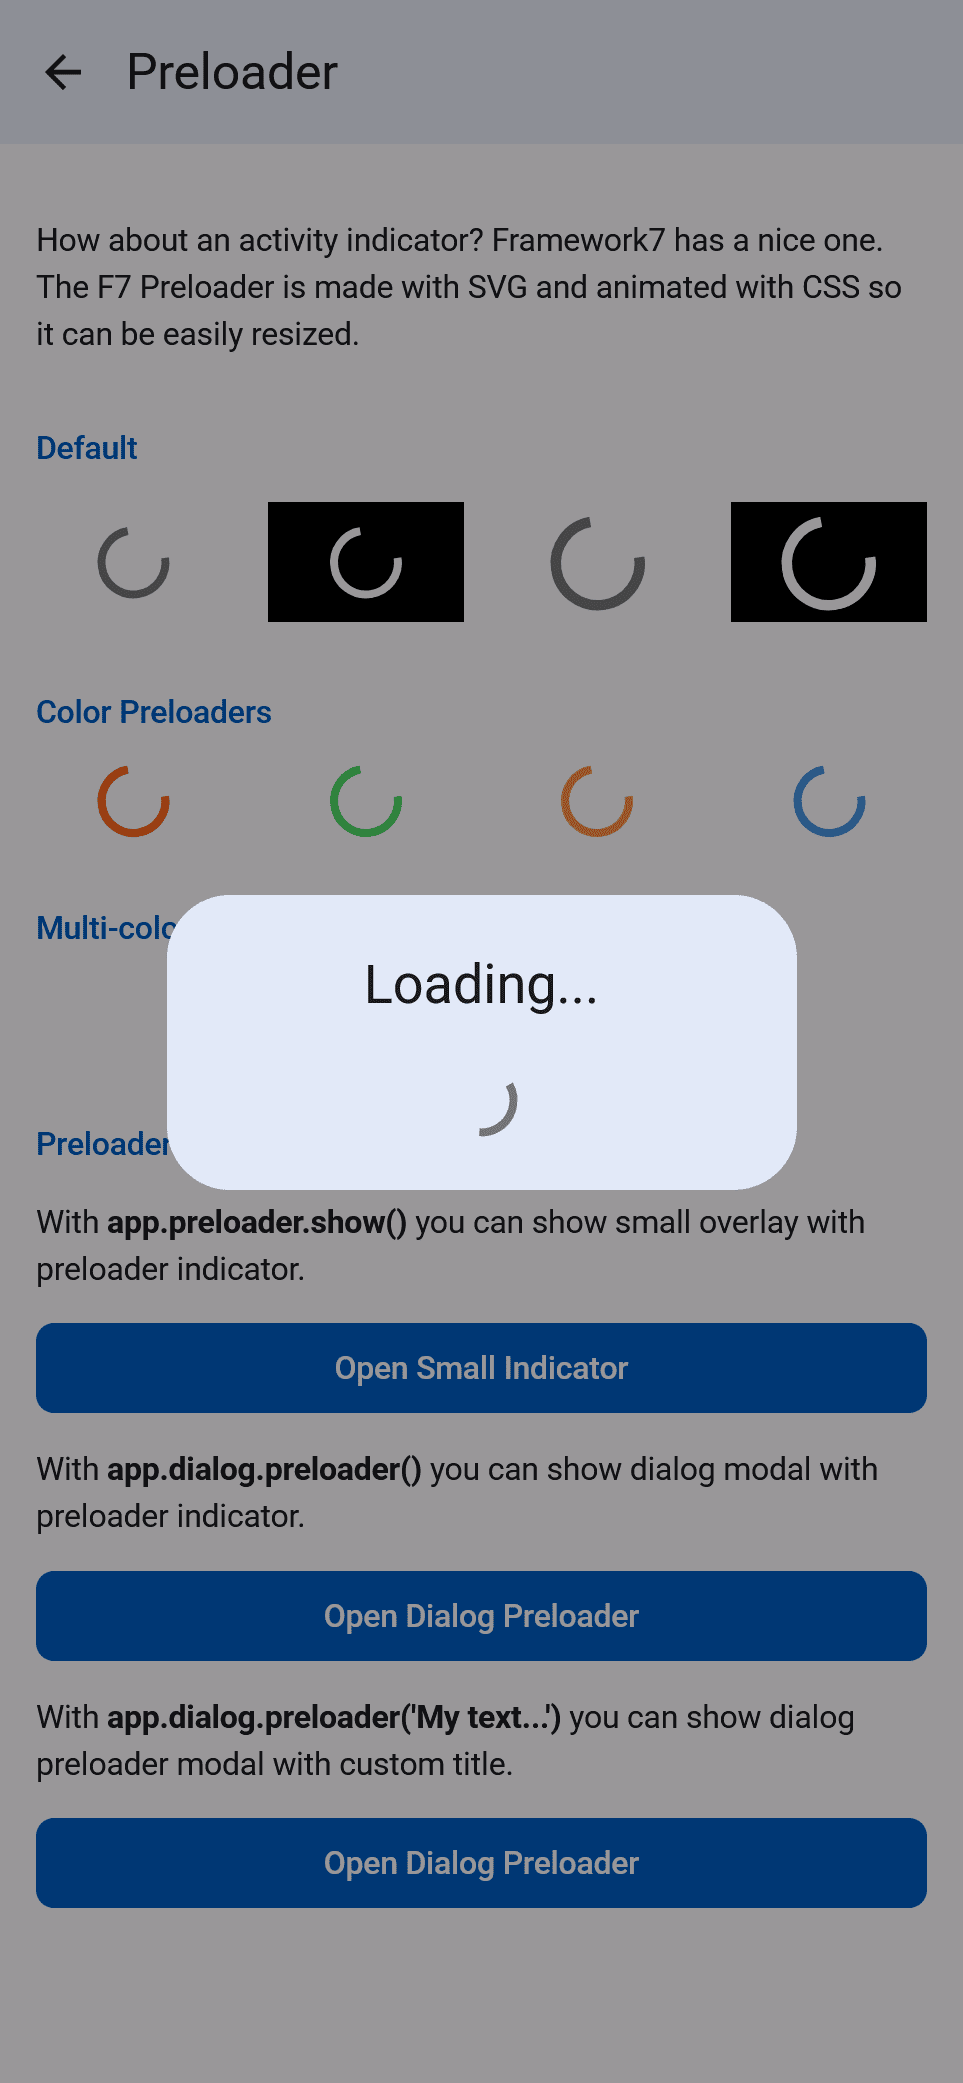 Preloader
How about an activity indicator? Framework7 has a nice one.
The F7 Preloader is made with SVG and animated with CSS so
it can be easily resized.
Default
Color Preloaders
Loading...
Preloader
With app.preloader.show() you can show small overlay with
preloader indicator.
Open Small Indicator
With app.dialog.preloader() you can show dialog modal with
preloader indicator.
Open Dialog Preloader
With app.dialog.preloader('My text...') you can show dialog
preloader modal with custom title.
Open Dialog Preloader